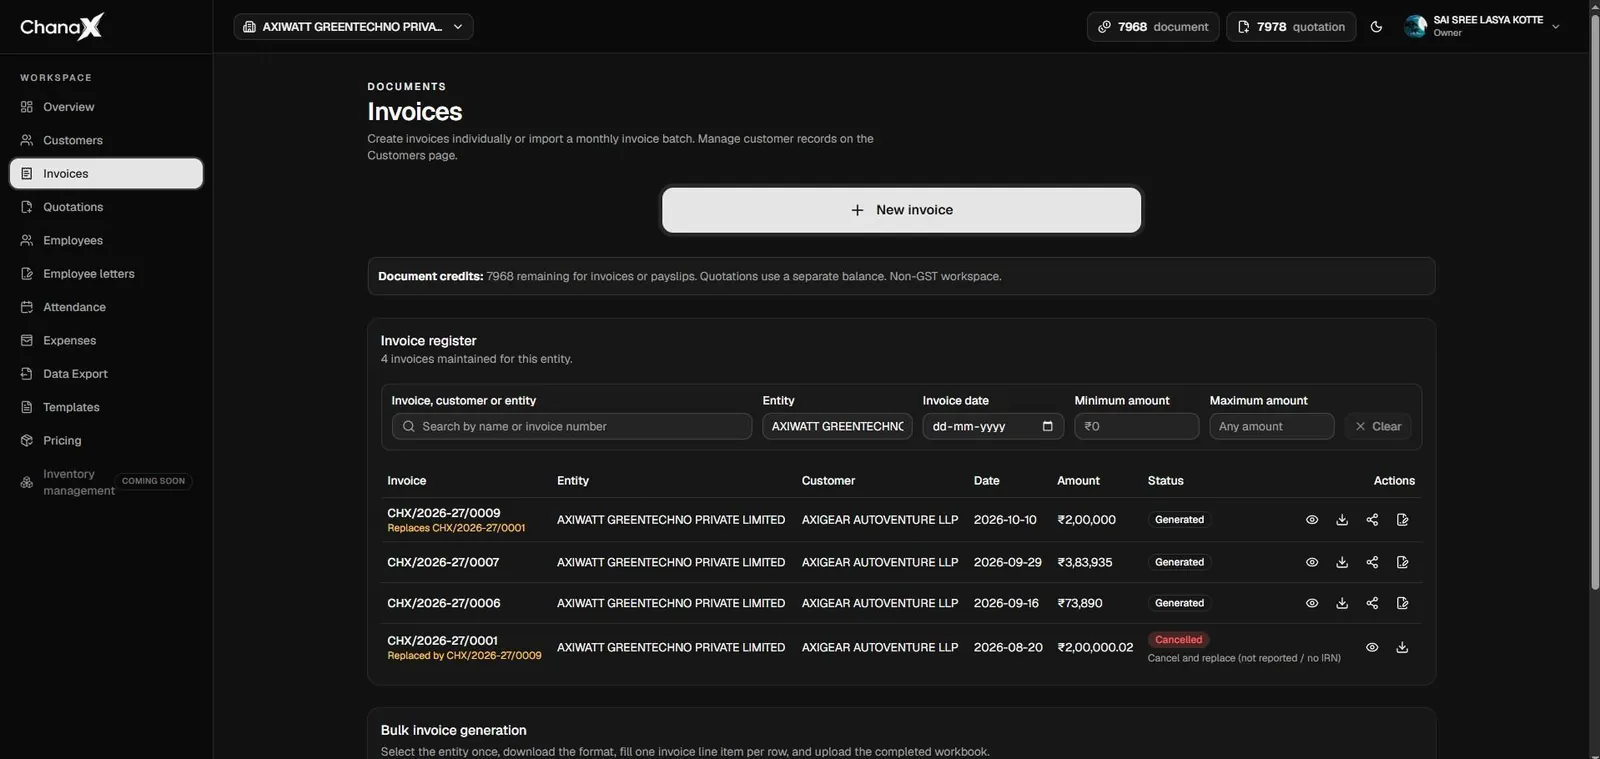 ChanaX
AXIWATT GREENTECHNO PRIVA...
7968 document
7978 quotation
SAI SREE LASYA KOTTE
Owner
WORKSPACE
Overview
Customers
Invoices
Quotations
Employees
Employee letters
Attendance
Expenses
Data Export
Templates
Pricing
Inventory management
COMING SOON
DOCUMENTS
Invoices
Create invoices individually or import a monthly invoice batch. Manage customer records on the
Customers page.
New invoice
Document credits: 7968 remaining for invoices or payslips. Quotations use a separate balance. Non-GST workspace.
Invoice register
4 invoices maintained for this entity.
Invoice, customer or entity Entity Invoice date Minimum amount Maximum amount
Search by name or invoice number AXIWATT GREENTECHNC dd-mm-yyyy ₹0 Any amount Clear
Invoice Entity Customer Date Amount Status Actions
CHX/2026-27/0009 AXIWATT GREENTECHNO PRIVATE LIMITED AXIGEAR AUTOVENTURE LLP 2026-10-10 ₹2,00,000 Generated
Replaces CHX/2026-27/0001
CHX/2026-27/0007 AXIWATT GREENTECHNO PRIVATE LIMITED AXIGEAR AUTOVENTURE LLP 2026-09-29 ₹3,83,935 Generated
CHX/2026-27/0006 AXIWATT GREENTECHNO PRIVATE LIMITED AXIGEAR AUTOVENTURE LLP 2026-09-16 ₹73,890 Generated
CHX/2026-27/0001 AXIWATT GREENTECHNO PRIVATE LIMITED AXIGEAR AUTOVENTURE LLP 2026-08-20 ₹2,00,000.02 Cancelled
Replaced by CHX/2026-27/0009 Cancel and replace (not reported / no IRN)
Bulk invoice generation
Select the entity once, download the format, fill one invoice line item per row, and upload the completed workbook.